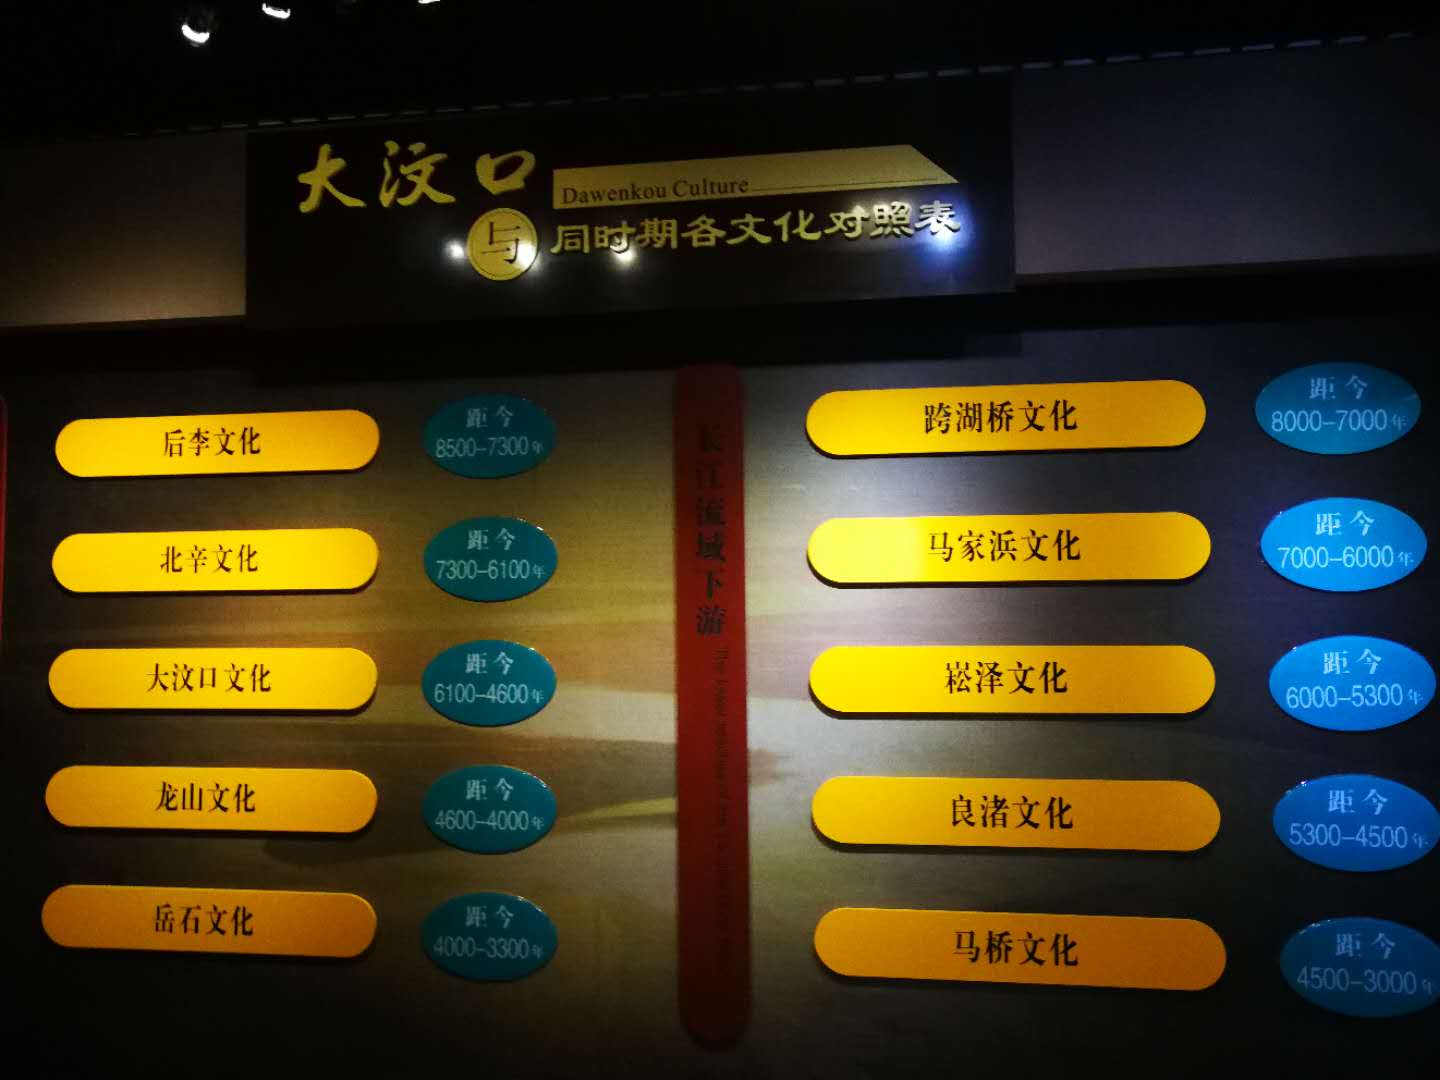 大汶口
Dawenkou Culture
与 同时期各文化对照表
后李文化
距今
8500-7300年
北辛文化
距今
7300-6100年
大汶口文化
距今
6100-4600年
龙山文化
距今
4600-4000年
岳石文化
距今
4000-3300年
长江流域下游
跨湖桥文化
距今
8000-7000年
马家浜文化
距今
7000-6000年
崧泽文化
距今
6000-5300年
良渚文化
距今
5300-4500年
马桥文化
距今
4500-3000年